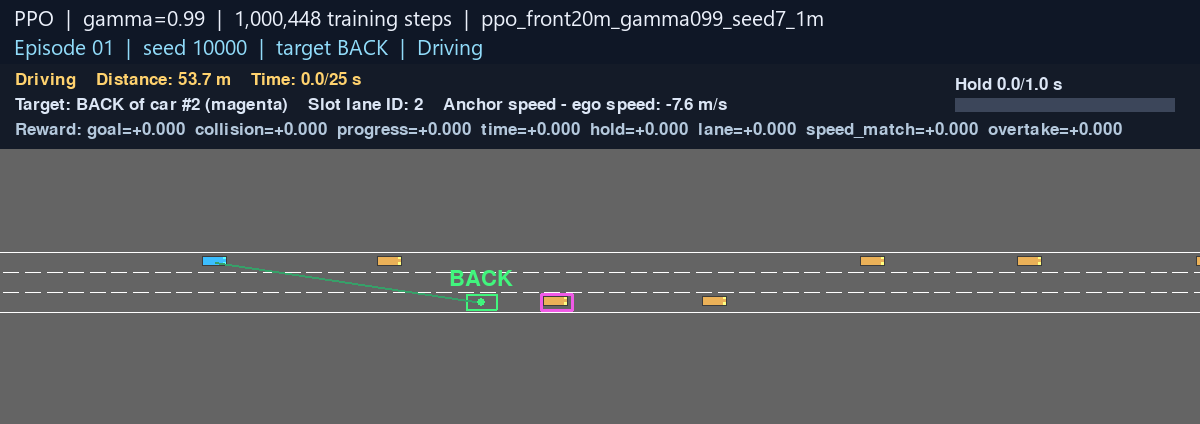 PPO | gamma=0.99 | 1,000,448 training steps | ppo_front20m_gamma099_seed7_1m
Episode 01 | seed 10000 | target BACK | Driving
Driving Distance: 53.7 m Time: 0.0/25 s
Hold 0.0/1.0 s
Target: BACK of car #2 (magenta) Slot lane ID: 2 Anchor speed - ego speed: -7.6 m/s
Reward: goal=+0.000 collision=+0.000 progress=+0.000 time=+0.000 hold=+0.000 lane=+0.000 speed_match=+0.000 overtake=+0.000
BACK